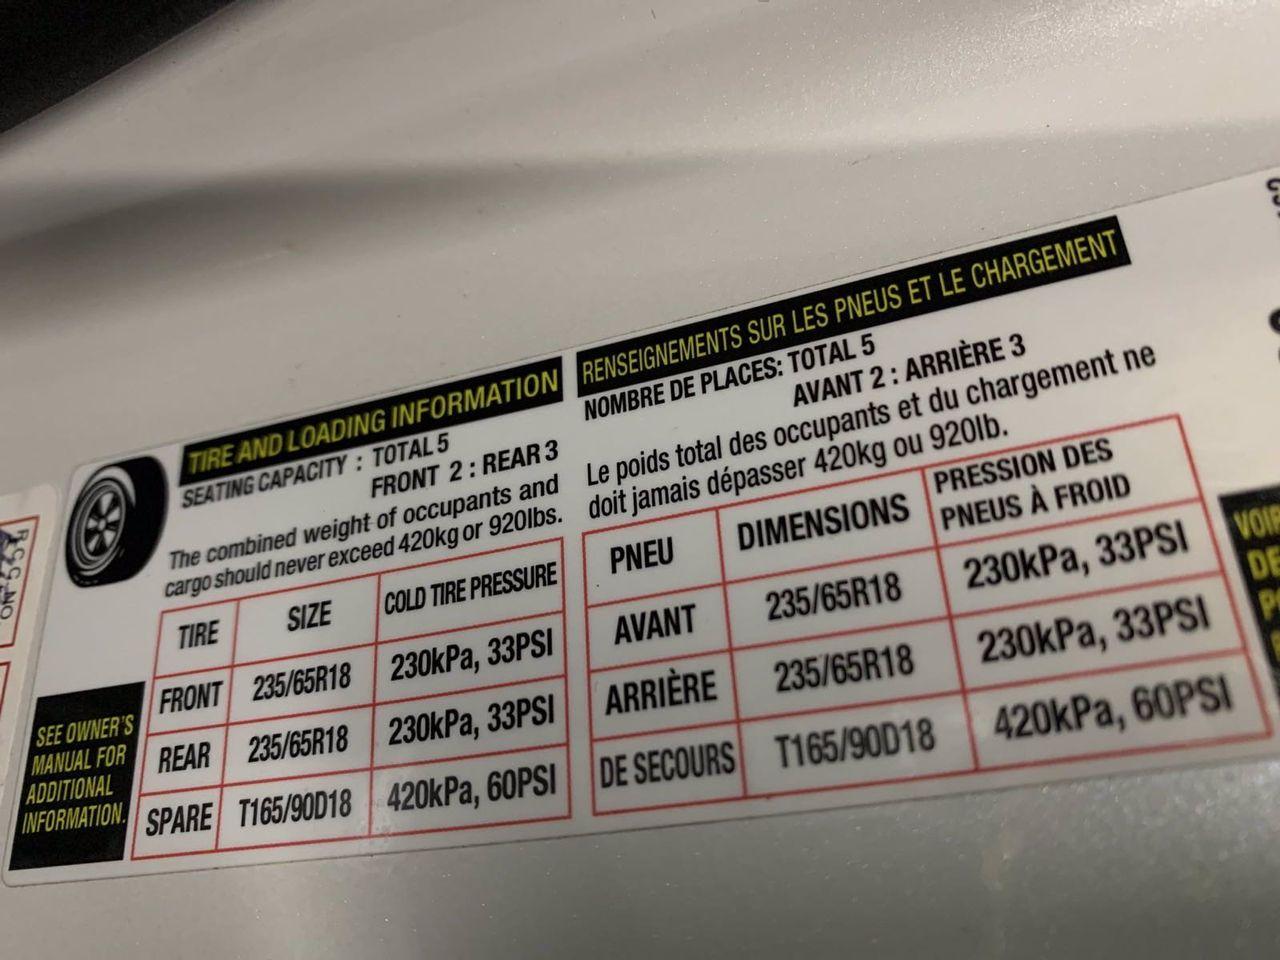 TIRE AND LOADING INFORMATION
SEATING CAPACITY : TOTAL 5
FRONT 2 : REAR 3
The combined weight of occupants and
cargo should never exceed 420kg or 920lbs.
TIRE SIZE COLD TIRE PRESSURE
FRONT 235/65R18 230kPa, 33PSI
REAR 235/65R18 230kPa, 33PSI
SPARE T165/90D18 420kPa, 60PSI
SEE OWNER'S
MANUAL FOR
ADDITIONAL
INFORMATION.
RENSEIGNEMENTS SUR LES PNEUS ET LE CHARGEMENT
NOMBRE DE PLACES: TOTAL 5
AVANT 2 : ARRIÈRE 3
Le poids total des occupants et du chargement ne
doit jamais dépasser 420kg ou 920lb.
PNEU DIMENSIONS PRESSION DES
PNEUS À FROID
AVANT 235/65R18 230kPa, 33PSI
ARRIÈRE 235/65R18 230kPa, 33PSI
DE SECOURS T165/90D18 420kPa, 60PSI
VOIR
DE
R.C.C. NO.